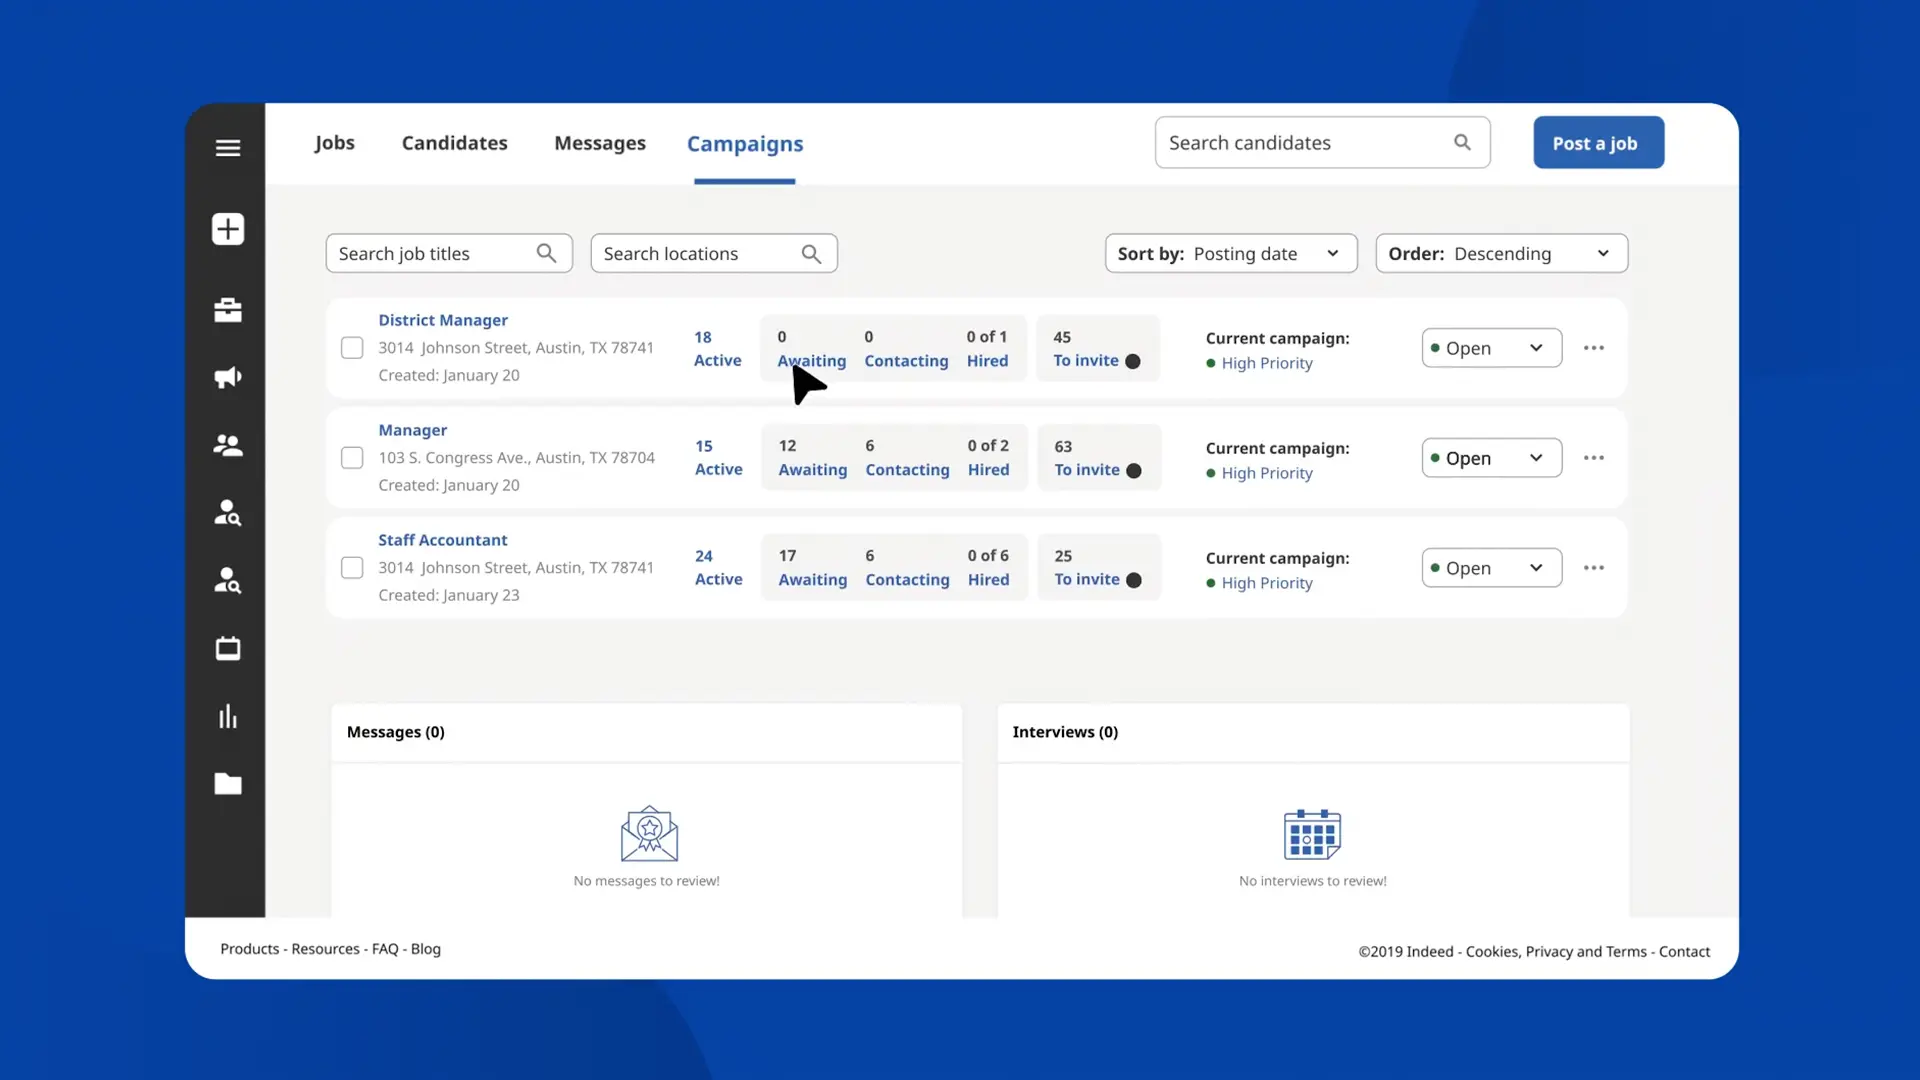 Jobs Candidates Messages Campaigns Search candidates Post a job
Search job titles Search locations Sort by: Posting date Order: Descending
District Manager
3014 Johnson Street, Austin, TX 78741
Created: January 20
18
Active
0 0 0 of 1
Awaiting Contacting Hired
45
To invite
Current campaign:
High Priority
Open
Manager
103 S. Congress Ave., Austin, TX 78704
Created: January 20
15
Active
12 6 0 of 2
Awaiting Contacting Hired
63
To invite
Current campaign:
High Priority
Open
Staff Accountant
3014 Johnson Street, Austin, TX 78741
Created: January 23
24
Active
17 6 0 of 6
Awaiting Contacting Hired
25
To invite
Current campaign:
High Priority
Open
Messages (0)
No messages to review!
Interviews (0)
No interviews to review!
Products - Resources - FAQ - Blog
©2019 Indeed - Cookies, Privacy and Terms - Contact